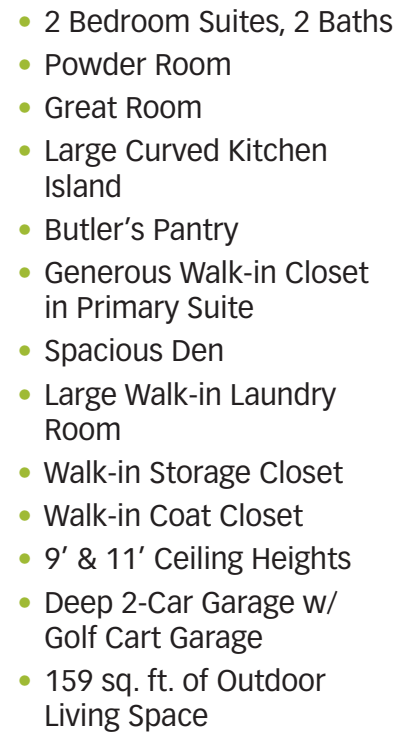 • 2 Bedroom Suites, 2 Baths
• Powder Room
• Great Room
• Large Curved Kitchen
Island
• Butler’s Pantry
• Generous Walk-in Closet
in Primary Suite
• Spacious Den
• Large Walk-in Laundry
Room
• Walk-in Storage Closet
• Walk-in Coat Closet
• 9’ & 11’ Ceiling Heights
• Deep 2-Car Garage w/
Golf Cart Garage
• 159 sq. ft. of Outdoor
Living Space